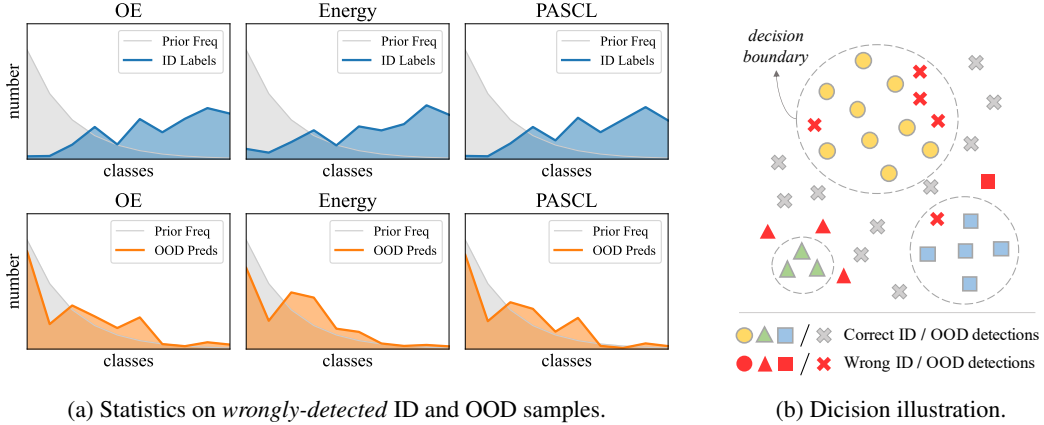 OE
Energy
PASCL
Prior Freq
ID Labels
Prior Freq
ID Labels
Prior Freq
ID Labels
number
classes
classes
classes
OE
Energy
PASCL
Prior Freq
OOD Preds
Prior Freq
OOD Preds
Prior Freq
OOD Preds
number
classes
classes
classes
(a) Statistics on wrongly-detected ID and OOD samples.
decision
boundary
/ Correct ID / OOD detections
/ Wrong ID / OOD detections
(b) Dicision illustration.